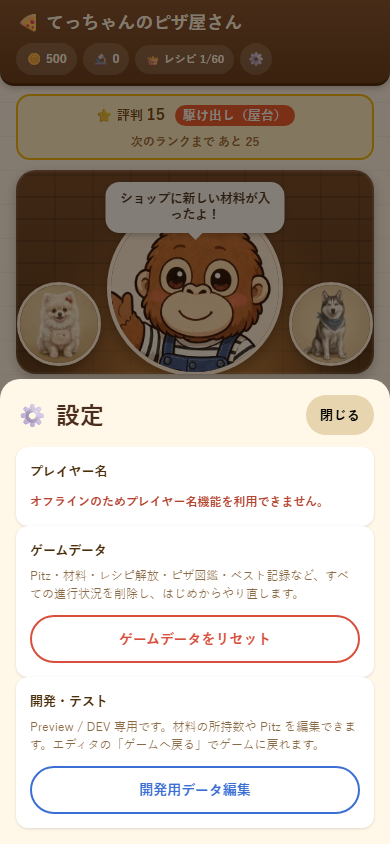 てっちゃんのピザ屋さん
500
0
レシピ 1/60
評判 15 駆け出し（屋台）
次のランクまで あと 25
ショップに新しい材料が入
ったよ！
設定
閉じる
プレイヤー名
オフラインのためプレイヤー名機能を利用できません。
ゲームデータ
Pitz・材料・レシピ解放・ピザ図鑑・ベスト記録など、すべ
ての進行状況を削除し、はじめからやり直します。
ゲームデータをリセット
開発・テスト
Preview / DEV 専用です。材料の所持数や Pitz を編集できま
す。エディタの「ゲームへ戻る」でゲームに戻れます。
開発用データ編集